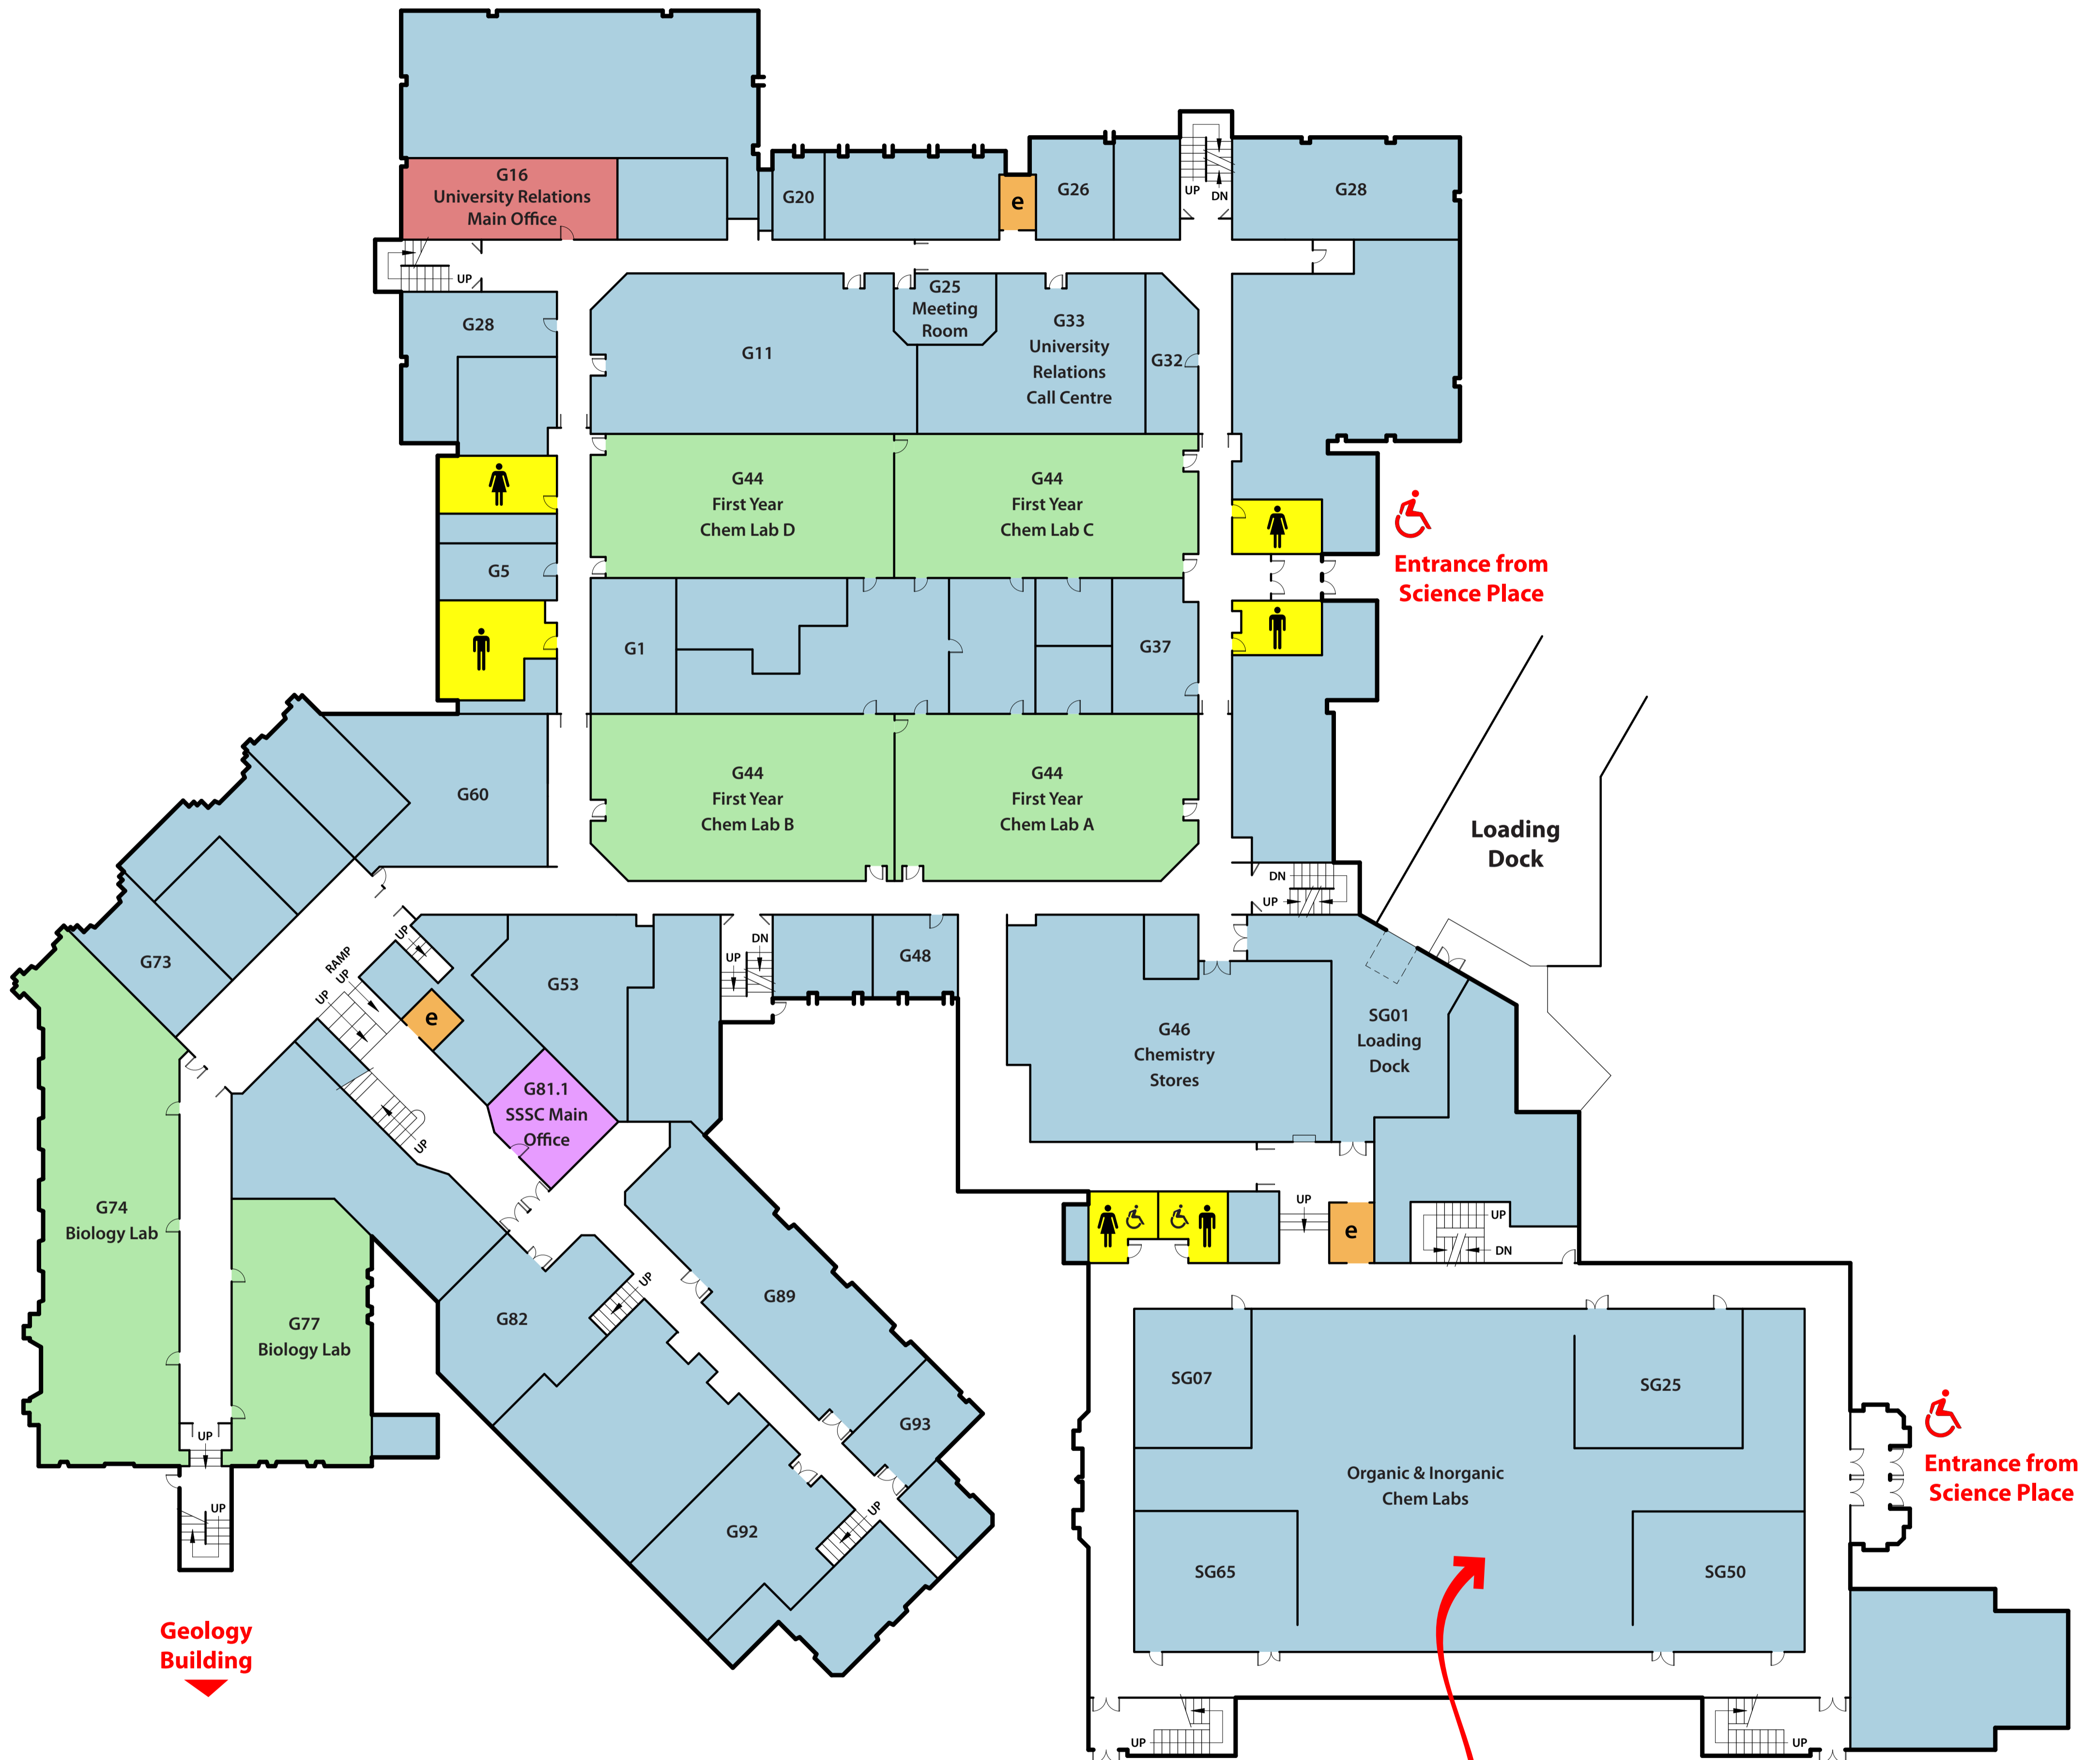 G16
University Relations
Main Office
G20
e
G26
UP
DN
G28
UP
G28
G11
G25
Meeting
Room
G33
University
Relations
Call Centre
G32
G44
First Year
Chem Lab D
G44
First Year
Chem Lab C
Entrance from
Science Place
G5
G1
G37
G60
G44
First Year
Chem Lab B
G44
First Year
Chem Lab A
Loading
Dock
DN
UP
G73
RAMP
UP
UP
UP
e
G53
UP
DN
G48
G46
Chemistry
Stores
SG01
Loading
Dock
G81.1
SSSC Main
Office
UP
G74
Biology Lab
G77
Biology Lab
G82
UP
G89
UP
e
UP
DN
G93
SG07
SG25
UP
UP
G92
UP
Organic & Inorganic
Chem Labs
Entrance from
Science Place
SG65
SG50
Geology
Building
UP
UP